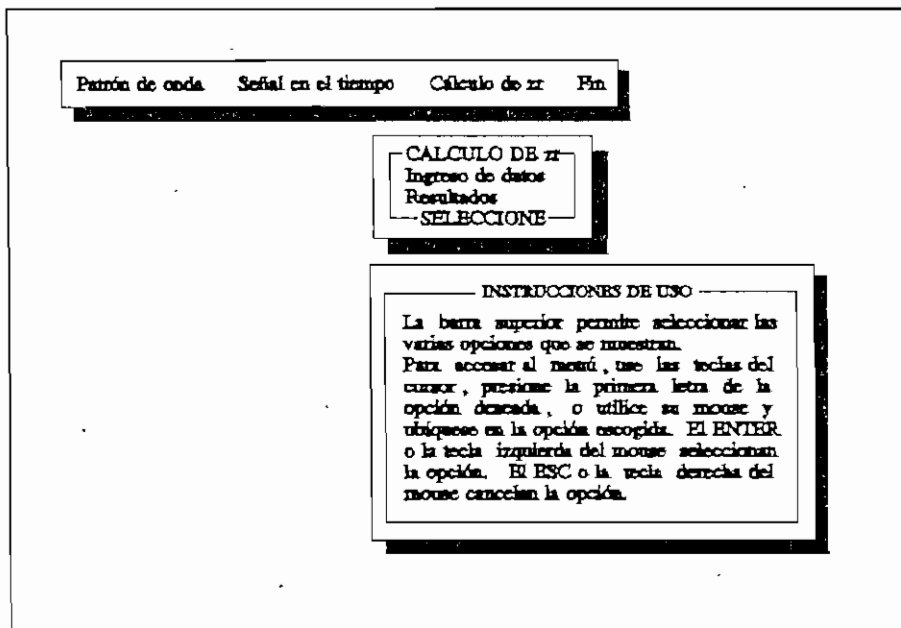 Patrón de onda Señal en el tiempo Cálculo de rr Fin
CALCULO DE rr
Ingreso de datos
Resultados
SELECCIONE
INSTRUCCIONES DE USO
La barra superior permite seleccionar las
varias opciones que se muestran.
Para accesar al menú, use las teclas del
cursor, presione la primera letra de la
opción deseada, o utilice su mouse y
ubíquese en la opción escogida. El ENTER
o la tecla izquierda del mouse seleccionan
la opción. El ESC o la tecla derecha del
mouse cancelan la opción.